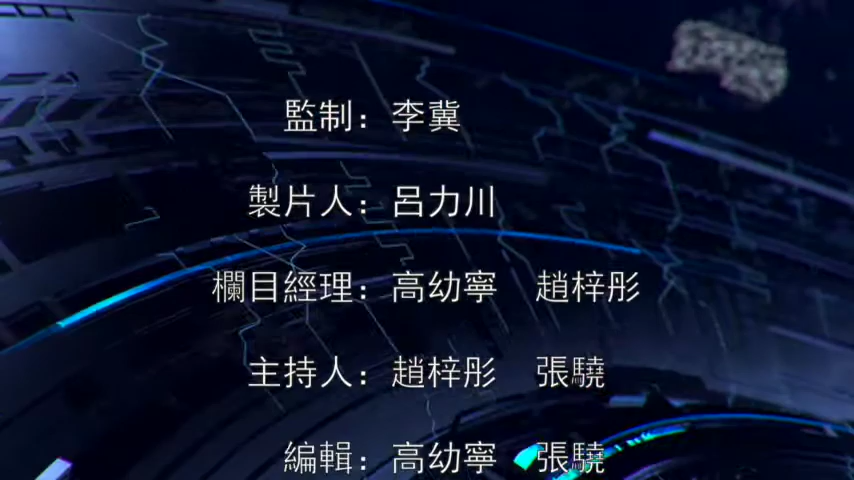 監制：李冀
製片人：呂力川
欄目經理：高幼寧　趙梓彤
主持人：趙梓彤　張驍
編輯：高幼寧　張驍